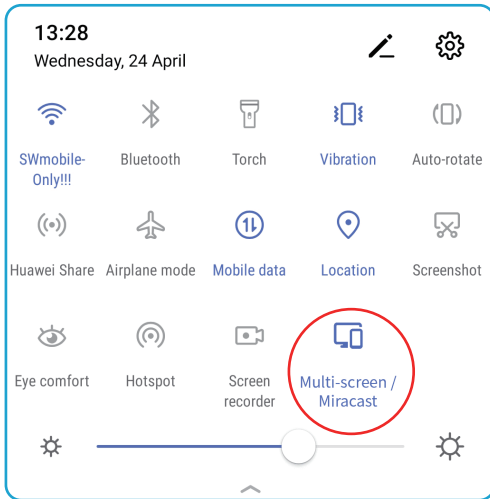 13:28
Wednesday, 24 April
SWmobile-
Only!!!
Bluetooth
Torch
Vibration
Auto-rotate
Huawei Share
Airplane mode
Mobile data
Location
Screenshot
Eye comfort
Hotspot
Screen
recorder
Multi-screen /
Miracast